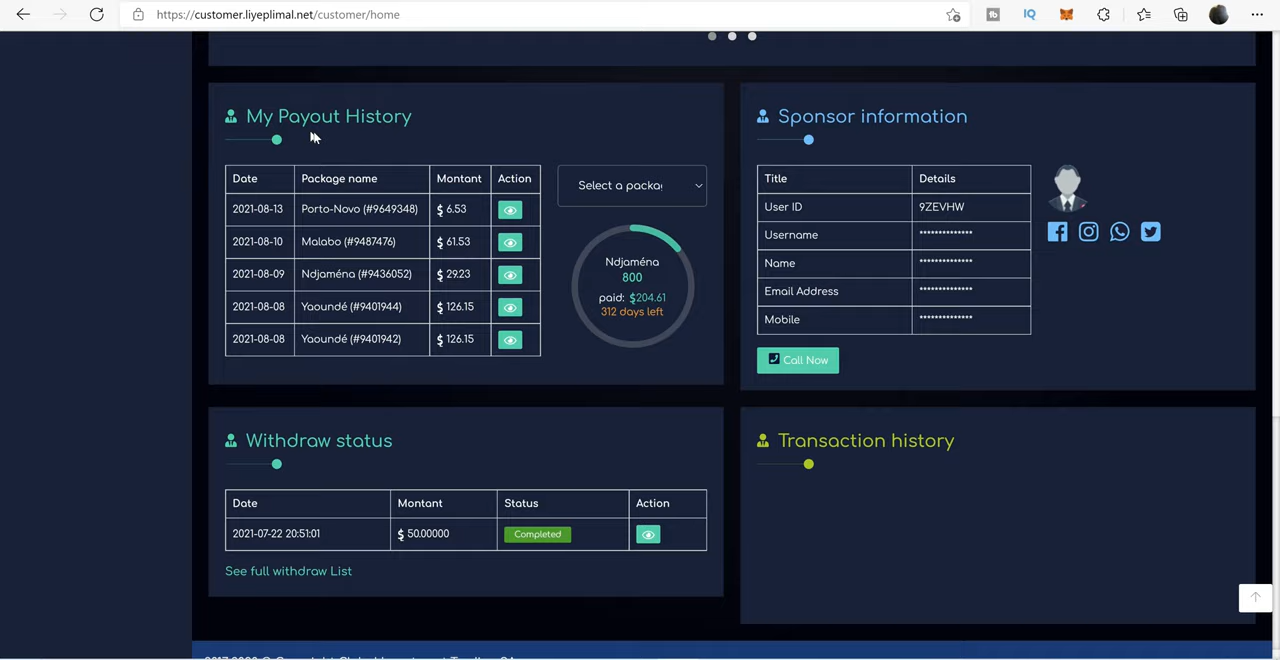 https://customer.liyeplimal.net/customer/home
My Payout History
Date Package name Montant Action
2021-08-13 Porto-Novo (#9649348) $ 6.53
2021-08-10 Malabo (#9487476) $ 61.53
2021-08-09 Ndjaména (#9436052) $ 29.23
2021-08-08 Yaoundé (#9401944) $ 126.15
2021-08-08 Yaoundé (#9401942) $ 126.15
Select a packa
Ndjaména
800
paid: $204.61
312 days left
Sponsor information
Title Details
User ID 9ZEVHW
Username **************
Name **************
Email Address **************
Mobile **************
Call Now
Withdraw status
Date Montant Status Action
2021-07-22 20:51:01 $ 50.00000 Completed
See full withdraw List
Transaction history